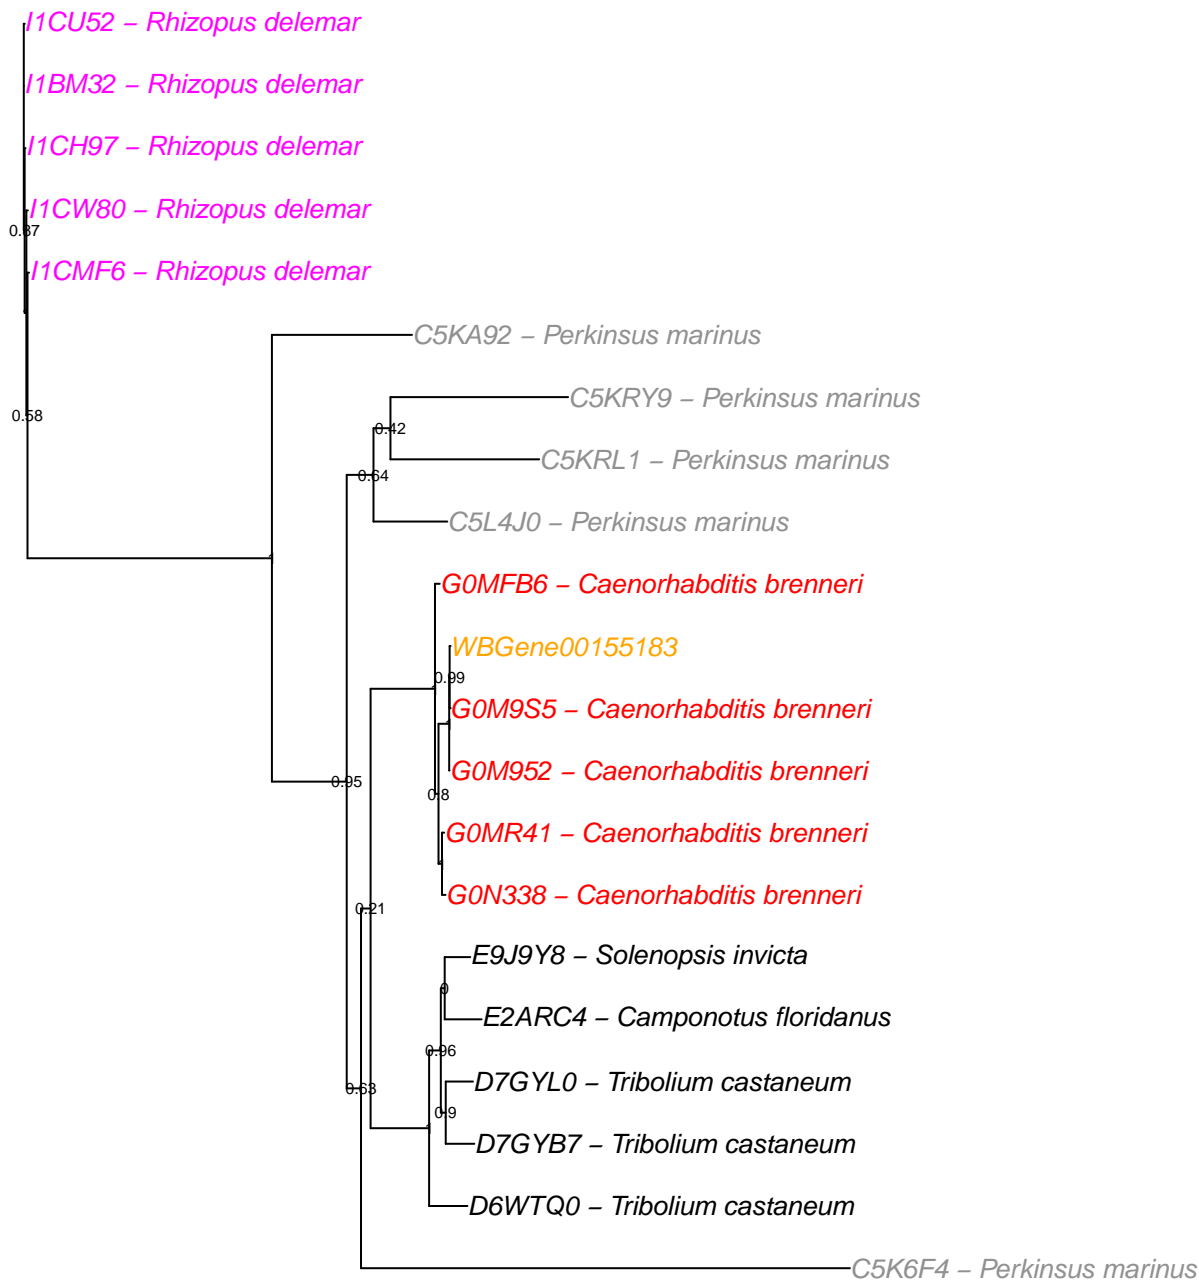 I1CU52 – Rhizopus delemar
I1BM32 – Rhizopus delemar
I1CH97 – Rhizopus delemar
I1CW80 – Rhizopus delemar
0.87
I1CMF6 – Rhizopus delemar
C5KA92 – Perkinsus marinus
C5KRY9 – Perkinsus marinus
0.58
0.42
C5KRL1 – Perkinsus marinus
0.64
C5L4J0 – Perkinsus marinus
1
G0MFB6 – Caenorhabditis brenneri
WBGene00155183
0.99
1
G0M9S5 – Caenorhabditis brenneri
1
G0M952 – Caenorhabditis brenneri
0.95
0.8
G0MR41 – Caenorhabditis brenneri
1
G0N338 – Caenorhabditis brenneri
0.21
E9J9Y8 – Solenopsis invicta
0
E2ARC4 – Camponotus floridanus
0.96
D7GYL0 – Tribolium castaneum
0.63
0.9
1
D7GYB7 – Tribolium castaneum
D6WTQ0 – Tribolium castaneum
C5K6F4 – Perkinsus marinus